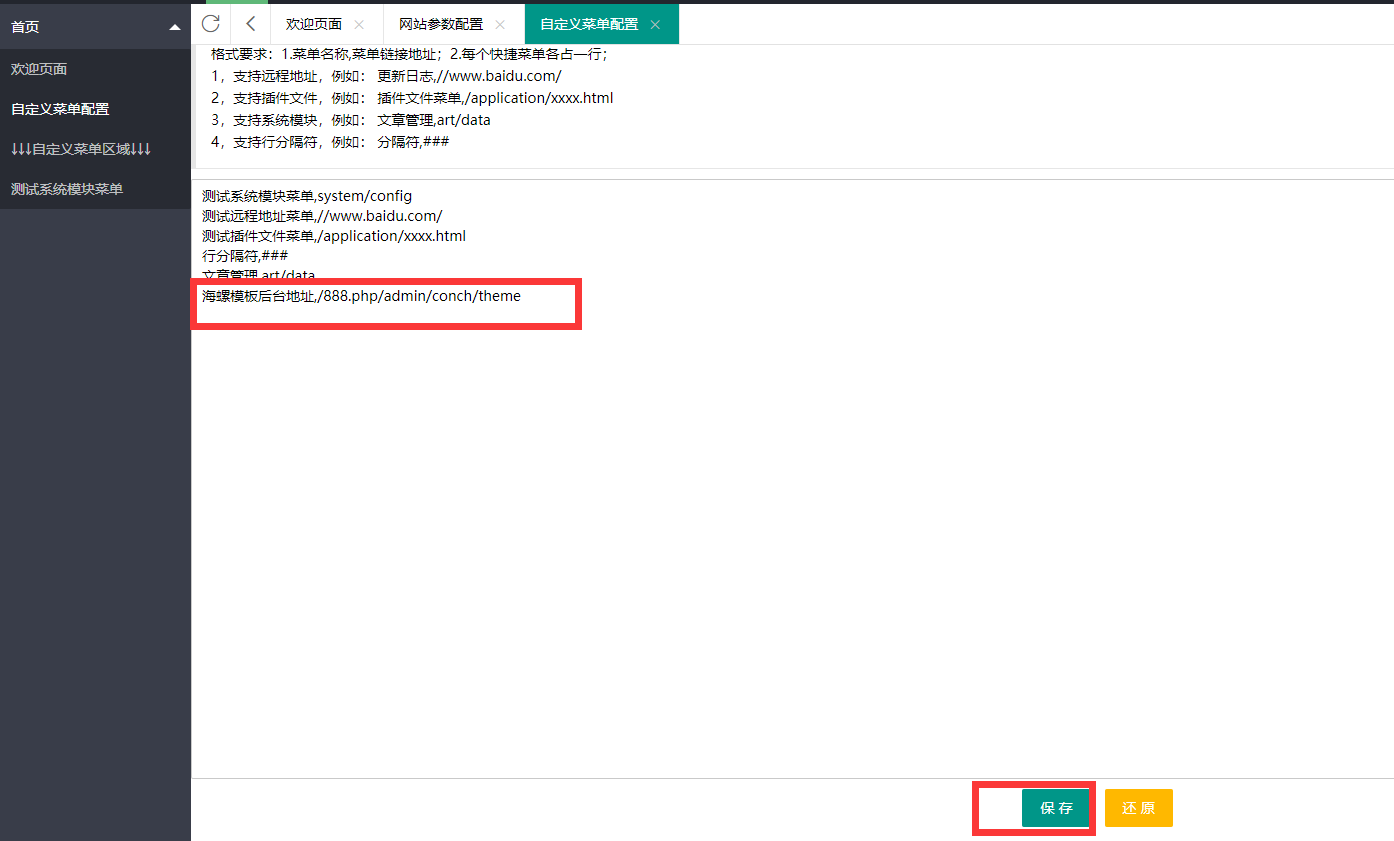 首页
欢迎页面
自定义菜单配置
↓↓↓自定义菜单区域↓↓↓
测试系统模块菜单
欢迎页面
网站参数配置
自定义菜单配置
格式要求：1.菜单名称,菜单链接地址；2.每个快捷菜单各占一行；
1，支持远程地址，例如： 更新日志,//www.baidu.com/
2，支持插件文件，例如： 插件文件菜单,/application/xxxx.html
3，支持系统模块，例如： 文章管理,art/data
4，支持行分隔符，例如： 分隔符,###
测试系统模块菜单,system/config
测试远程地址菜单,//www.baidu.com/
测试插件文件菜单,/application/xxxx.html
行分隔符,###
文章管理,art/data
海螺模板后台地址,/888.php/admin/conch/theme
保 存
还 原